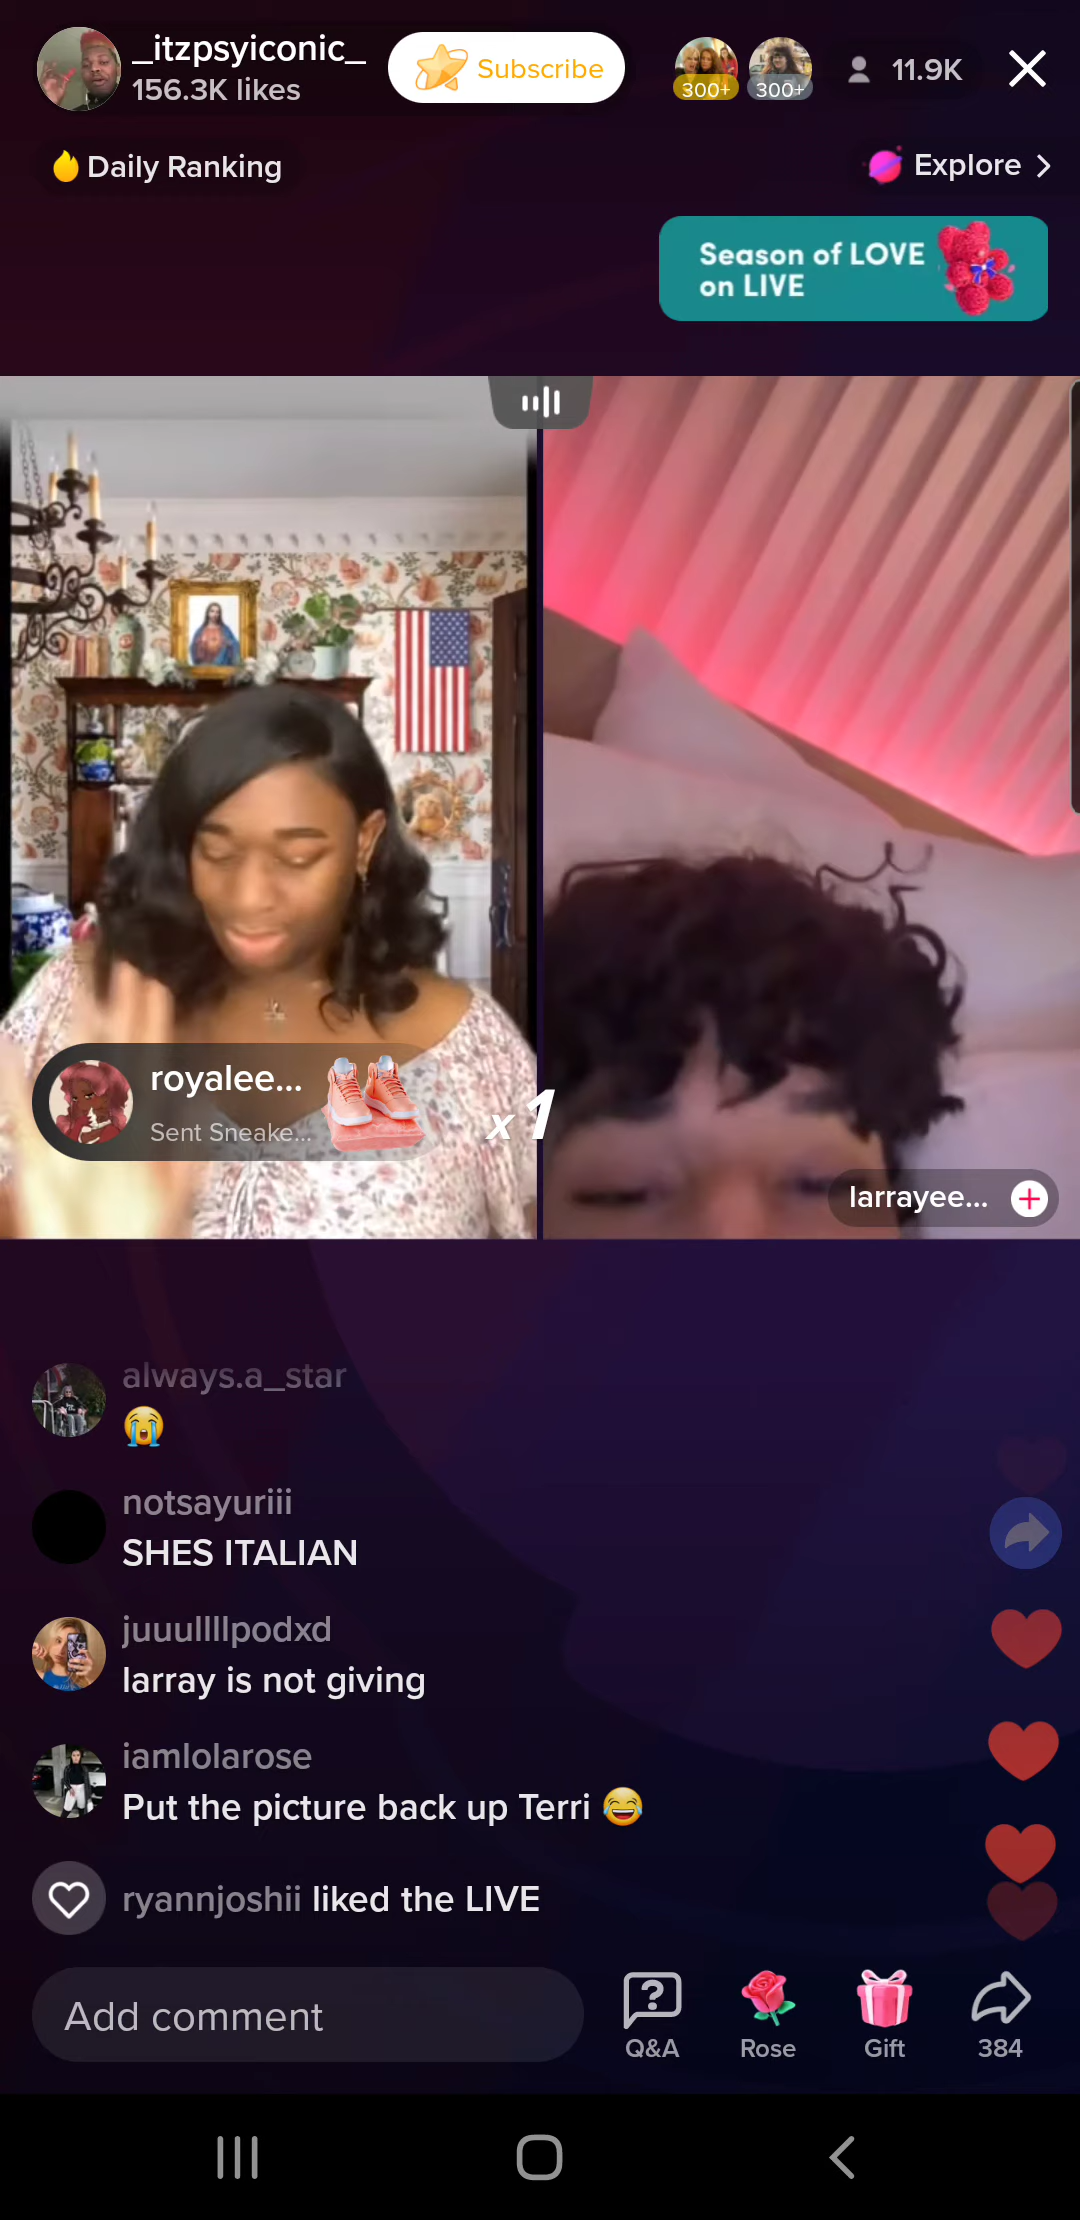 _itzpsyiconic_
156.3K likes
Subscribe
300+
300+
11.9K
Daily Ranking
Explore
Season of LOVE
on LIVE
royalee...
Sent Sneake...
x1
larrayee...
always.a_star
😭
notsayuriii
SHES ITALIAN
juuullllpodxd
larray is not giving
iamlolarose
Put the picture back up Terri 😂
ryannjoshii liked the LIVE
Add comment
Q&A
Rose
Gift
384